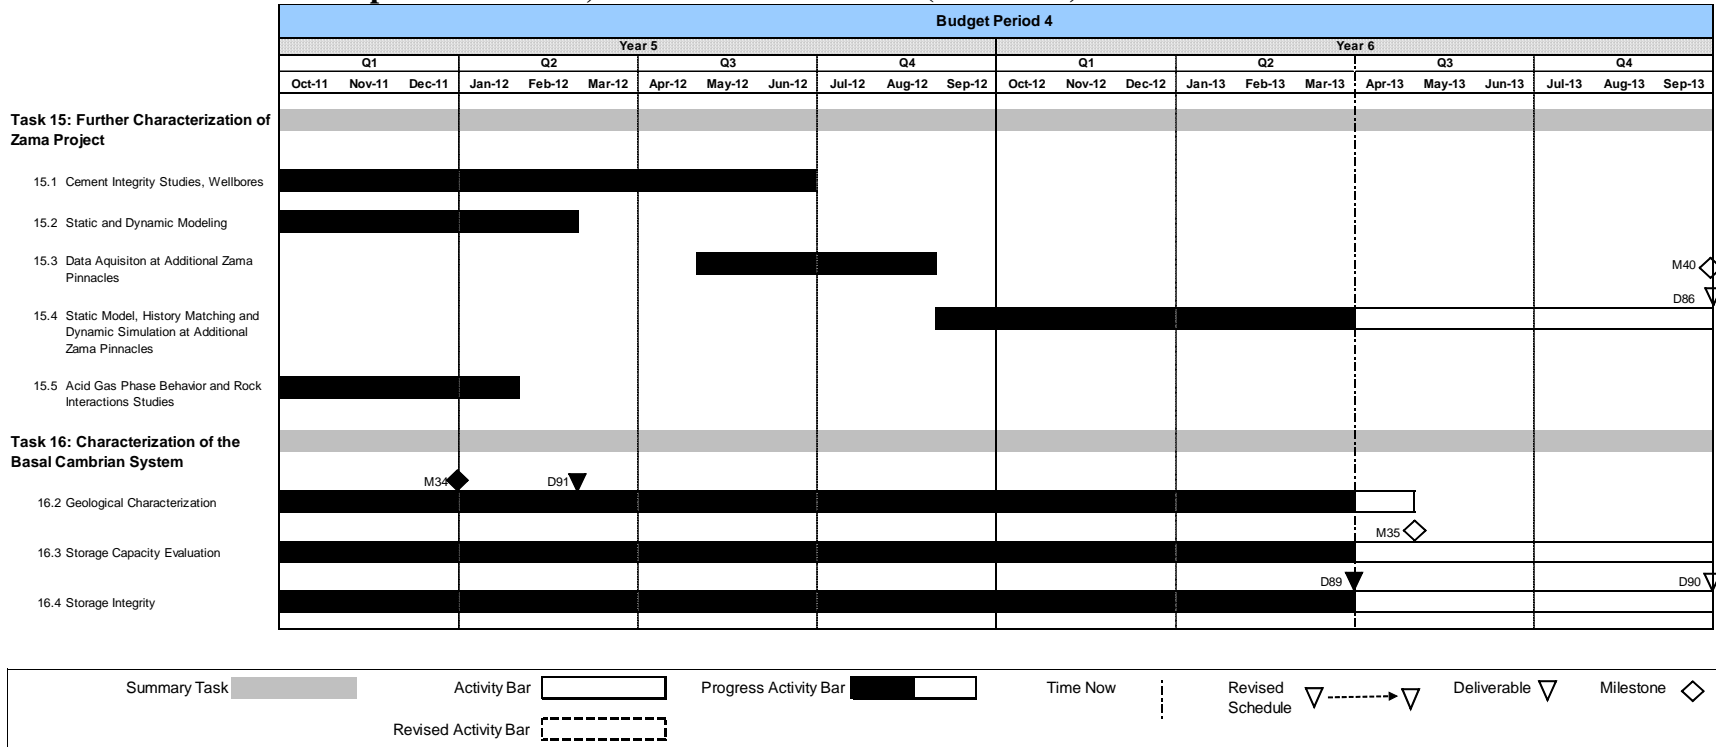 Budget Period 4
Year 5 Year 6
Q1 Q2 Q3 Q4 Q1 Q2 Q3 Q4
Oct-11 Nov-11 Dec-11 Jan-12 Feb-12 Mar-12 Apr-12 May-12 Jun-12 Jul-12 Aug-12 Sep-12 Oct-12 Nov-12 Dec-12 Jan-13 Feb-13 Mar-13 Apr-13 May-13 Jun-13 Jul-13 Aug-13 Sep-13
Task 15: Further Characterization of
Zama Project
15.1 Cement Integrity Studies, Wellbores
15.2 Static and Dynamic Modeling
15.3 Data Aquisiton at Additional Zama
Pinnacles
M40
D86
15.4 Static Model, History Matching and
Dynamic Simulation at Additional
Zama Pinnacles
15.5 Acid Gas Phase Behavior and Rock
Interactions Studies
Task 16: Characterization of the
Basal Cambrian System
M34 D91
16.2 Geological Characterization
M35
16.3 Storage Capacity Evaluation
D89 D90
16.4 Storage Integrity
Summary Task Activity Bar Progress Activity Bar Time Now Revised
Schedule Deliverable Milestone
Revised Activity Bar